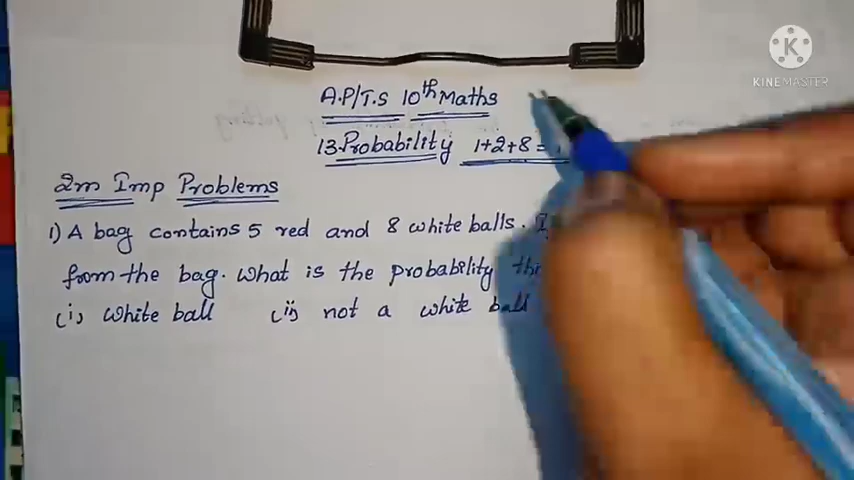 A.P/T.S 10th Maths
13.Probability 1+2+8 =
2m Imp Problems
1) A bag contains 5 red and 8 white balls.
from the bag. what is the probability
(i) white ball (ii) not a white ball
KINEMASTER